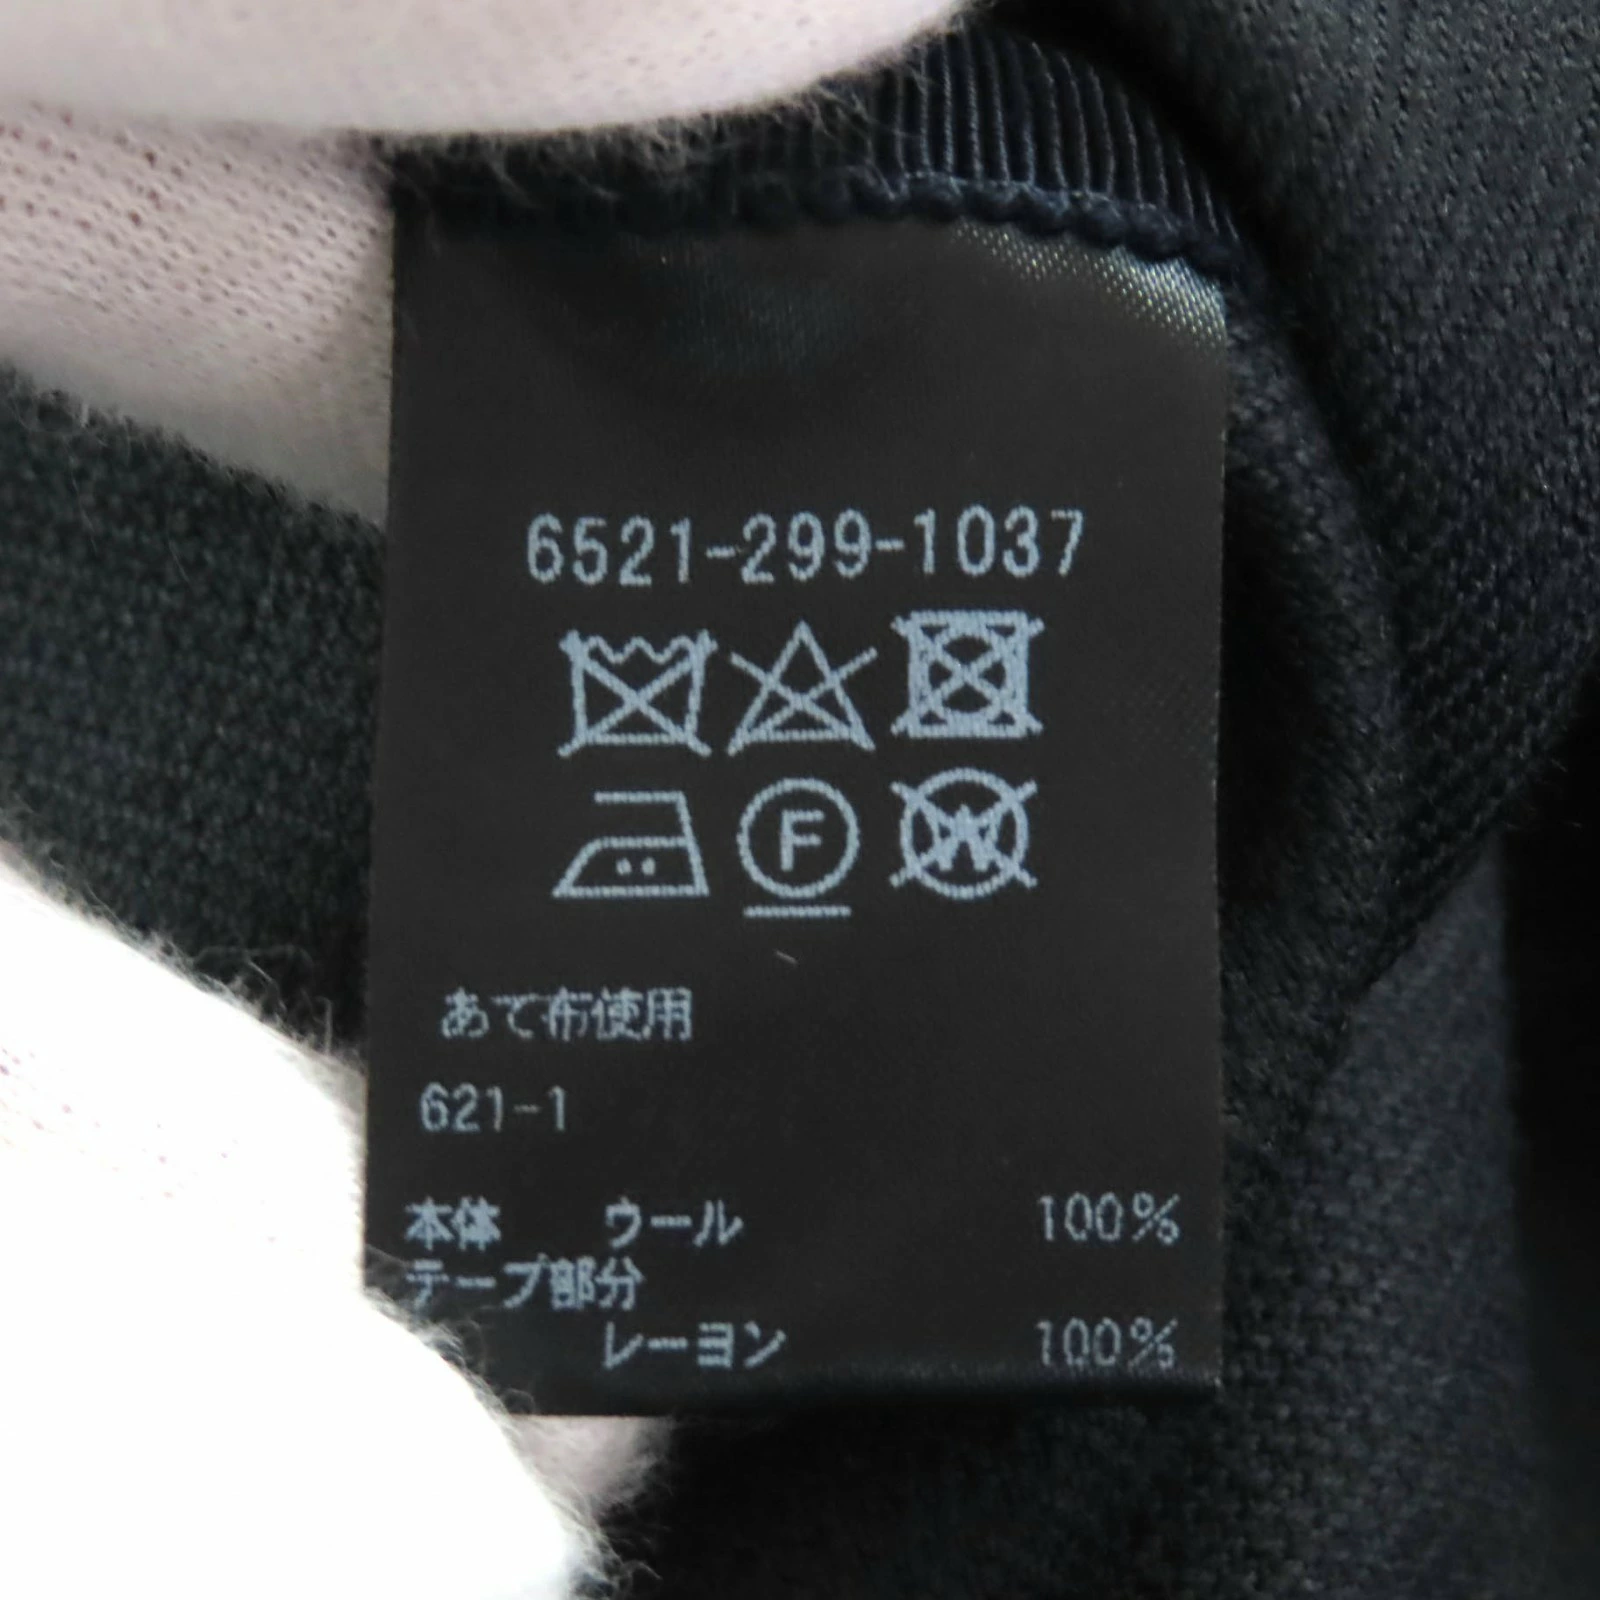 6521-299-1037
F W
あて布使用
621-1
本体 ウール 100%
テープ部分
レーヨン 100%